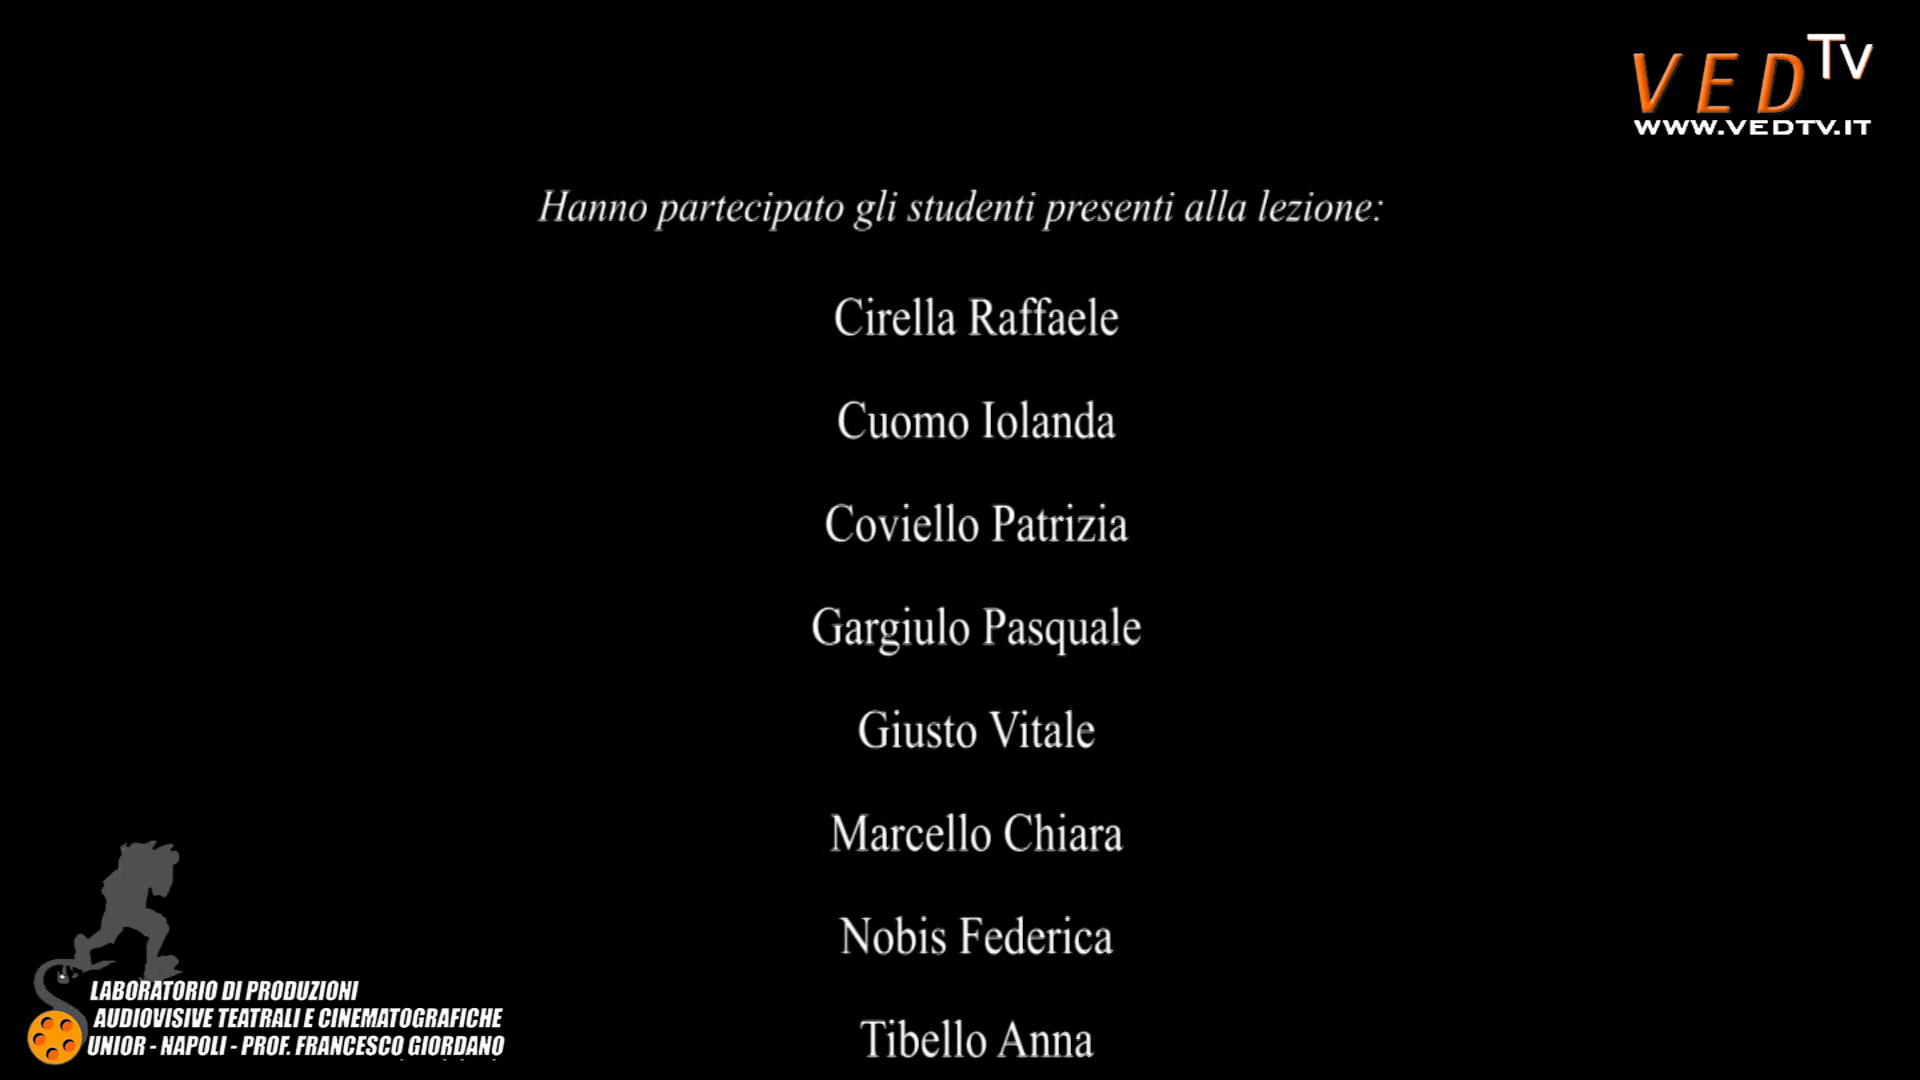 VED TV
WWW.VEDTV.IT
Hanno partecipato gli studenti presenti alla lezione:
Cirella Raffaele
Cuomo Iolanda
Coviello Patrizia
Gargiulo Pasquale
Giusto Vitale
Marcello Chiara
Nobis Federica
Tibello Anna
LABORATORIO DI PRODUZIONI
AUDIOVISIVE TEATRALI E CINEMATOGRAFICHE
UNIOR - NAPOLI - PROF. FRANCESCO GIORDANO